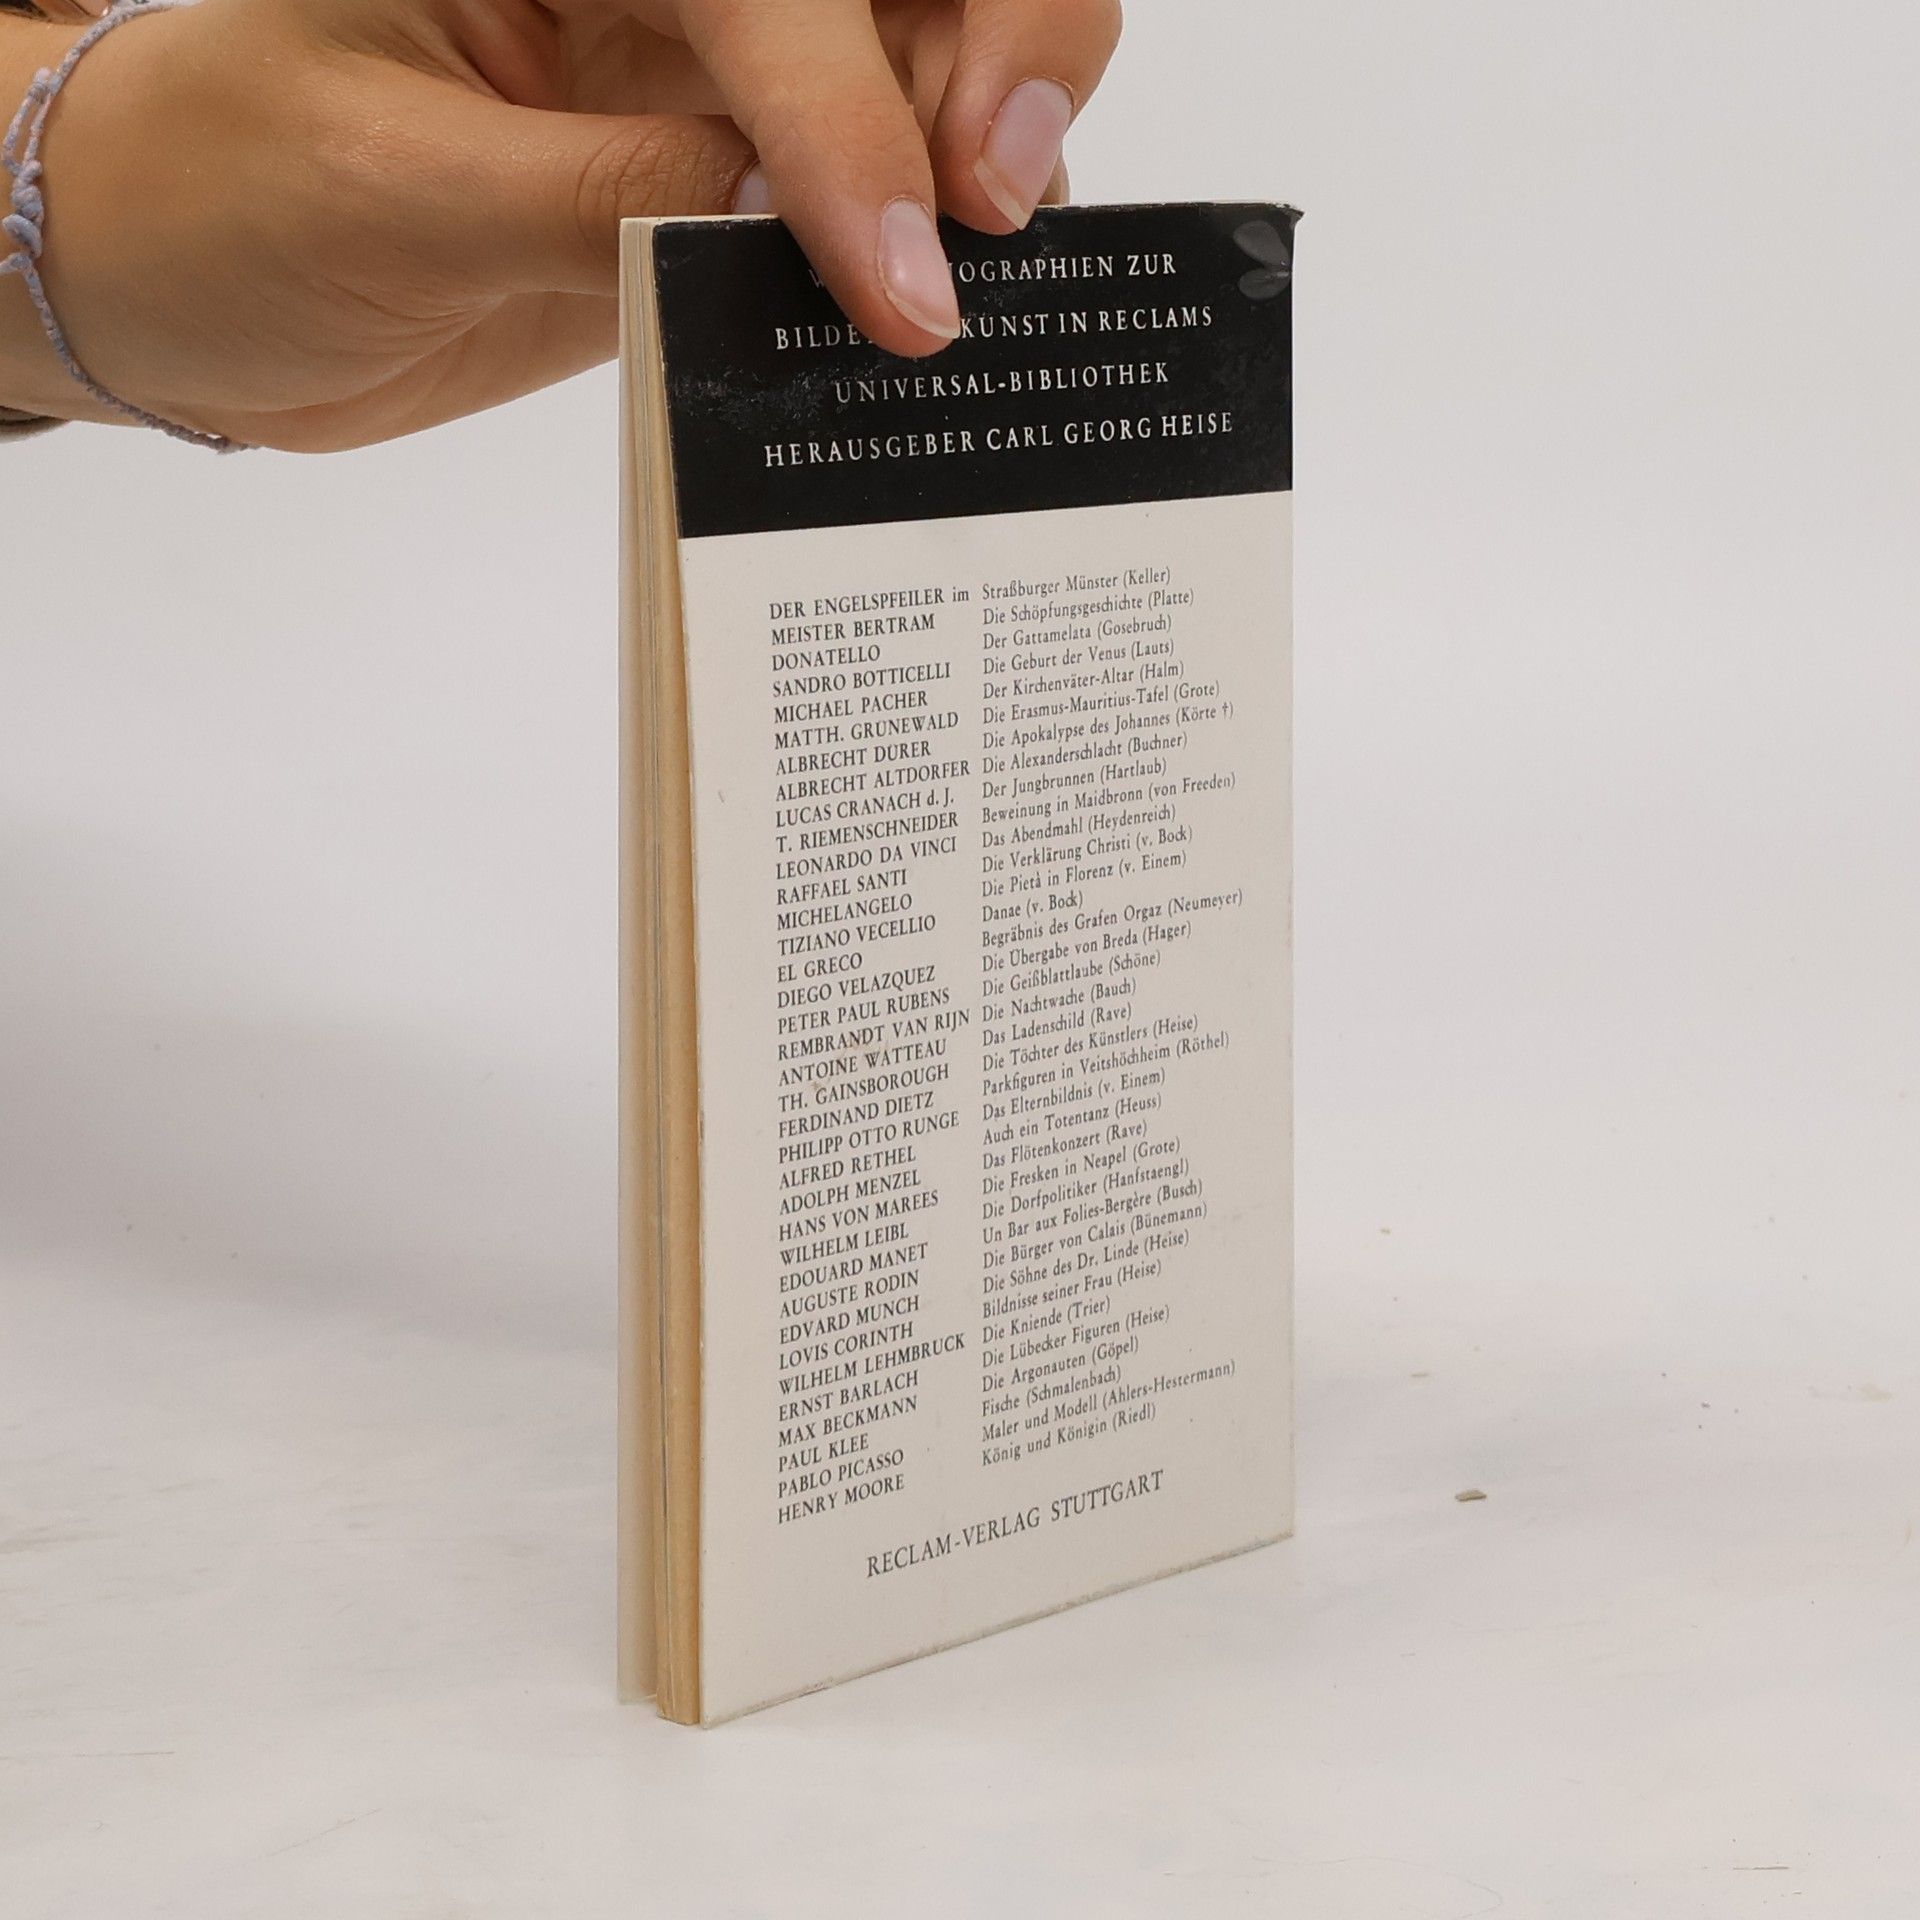 OGRAPHIEN ZUR
BILDE KUNST IN RECLAMS
UNIVERSAL-BIBLIOTHEK
HERAUSGEBER CARL GEORG HEISE
DER ENGELSPFEILER im Straßburger Münster (Keller)
MEISTER BERTRAM Die Schöpfungsgeschichte (Platte)
DONATELLO Der Gattamelata (Gosebruch)
SANDRO BOTTICELLI Die Geburt der Venus (Lauts)
MICHAEL PACHER Der Kirchenväter-Altar (Halm)
MATTH. GRÜNEWALD Die Erasmus-Mauritius-Tafel (Grote)
ALBRECHT DÜRER Die Apokalypse des Johannes (Körte †)
ALBRECHT ALTDORFER Die Alexanderschlacht (Buchner)
LUCAS CRANACH d. J. Der Jungbrunnen (Hartlaub)
T. RIEMENSCHNEIDER Beweinung in Maidbronn (von Freeden)
LEONARDO DA VINCI Das Abendmahl (Heydenreich)
RAFFAEL SANTI Die Verklärung Christi (v. Bock)
MICHELANGELO Die Pietà in Florenz (v. Einem)
TIZIANO VECELLIO Danae (v. Bock)
EL GRECO Begräbnis des Grafen Orgaz (Neumeyer)
DIEGO VELAZQUEZ Die Übergabe von Breda (Hager)
PETER PAUL RUBENS Die Geißblattlaube (Schöne)
REMBRANDT VAN RIJN Die Nachtwache (Bauch)
ANTOINE WATTEAU Das Ladenschild (Rave)
TH. GAINSBOROUGH Die Töchter des Künstlers (Heise)
FERDINAND DIETZ Parkfiguren in Veitshöchheim (Röthel)
PHILIPP OTTO RUNGE Das Elternbildnis (v. Einem)
ALFRED RETHEL Auch ein Totentanz (Heuss)
ADOLPH MENZEL Das Flötenkonzert (Rave)
HANS VON MAREES Die Fresken in Neapel (Grote)
WILHELM LEIBL Die Dorfpolitiker (Hanfstaengl)
EDOUARD MANET Un Bar aux Folies-Bergère (Busch)
AUGUSTE RODIN Die Bürger von Calais (Bünemann)
EDVARD MUNCH Die Söhne des Dr. Linde (Heise)
LOVIS CORINTH Bildnisse seiner Frau (Heise)
WILHELM LEHMBRUCK Die Kniende (Trier)
ERNST BARLACH Die Lübecker Figuren (Heise)
MAX BECKMANN Die Argonauten (Göpel)
PAUL KLEE Fische (Schmalenbach)
PABLO PICASSO Maler und Modell (Ahlers-Hestermann)
HENRY MOORE König und Königin (Riedl)
RECLAM-VERLAG STUTTGART